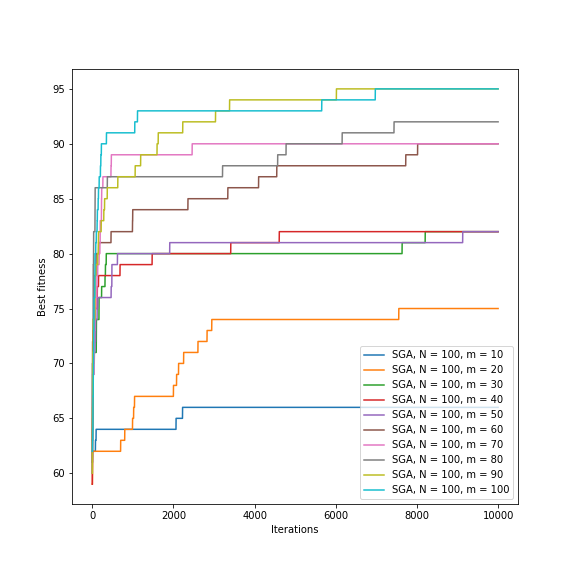 95
90
85
80
75
70
65
60
Best fitness
0 2000 4000 6000 8000 10000
Iterations
SGA, N = 100, m = 10
SGA, N = 100, m = 20
SGA, N = 100, m = 30
SGA, N = 100, m = 40
SGA, N = 100, m = 50
SGA, N = 100, m = 60
SGA, N = 100, m = 70
SGA, N = 100, m = 80
SGA, N = 100, m = 90
SGA, N = 100, m = 100